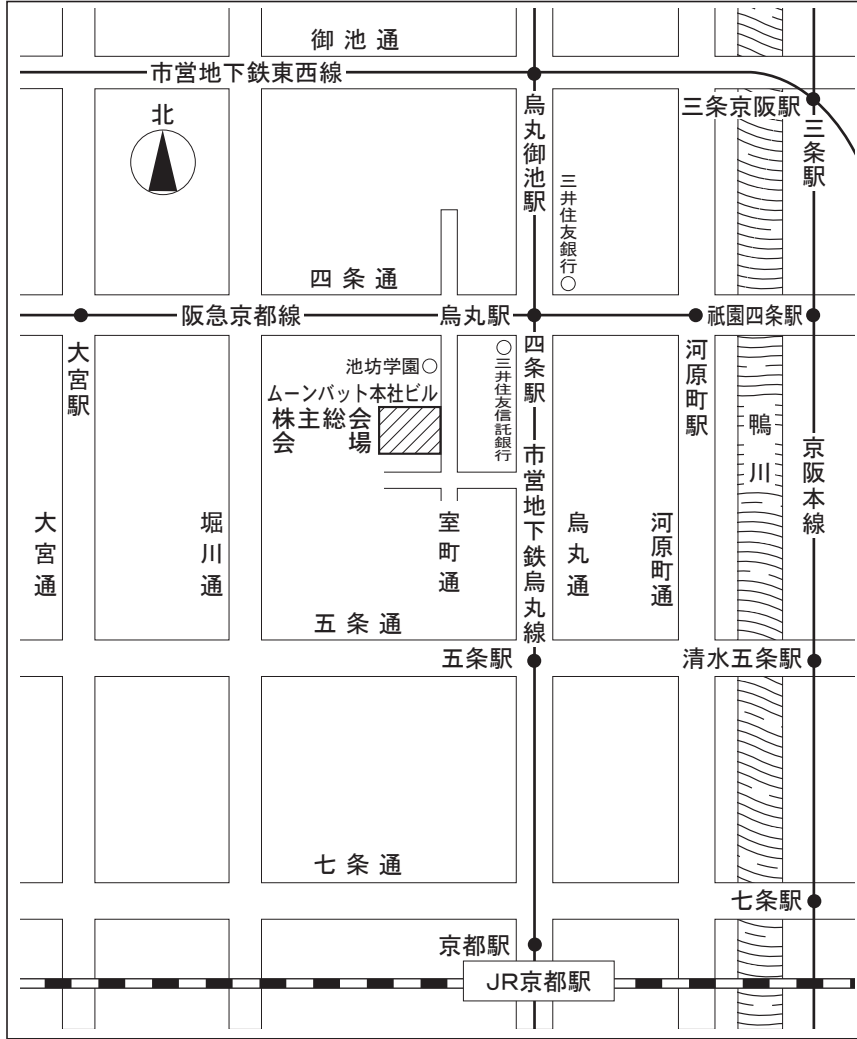 御池通
市営地下鉄東西線
北
烏丸御池駅
三条京阪駅
三条駅
三井住友銀行
四条通
阪急京都線
烏丸駅
祇園四条駅
大宮駅
四条駅
河原町駅
池坊学園
ムーンバット本社ビル
株主総会
会場
三井住友信託銀行
鴨川
京阪本線
市営地下鉄烏丸線
大宮通
堀川通
室町通
烏丸通
河原町通
五条通
五条駅
清水五条駅
七条通
七条駅
京都駅
JR京都駅